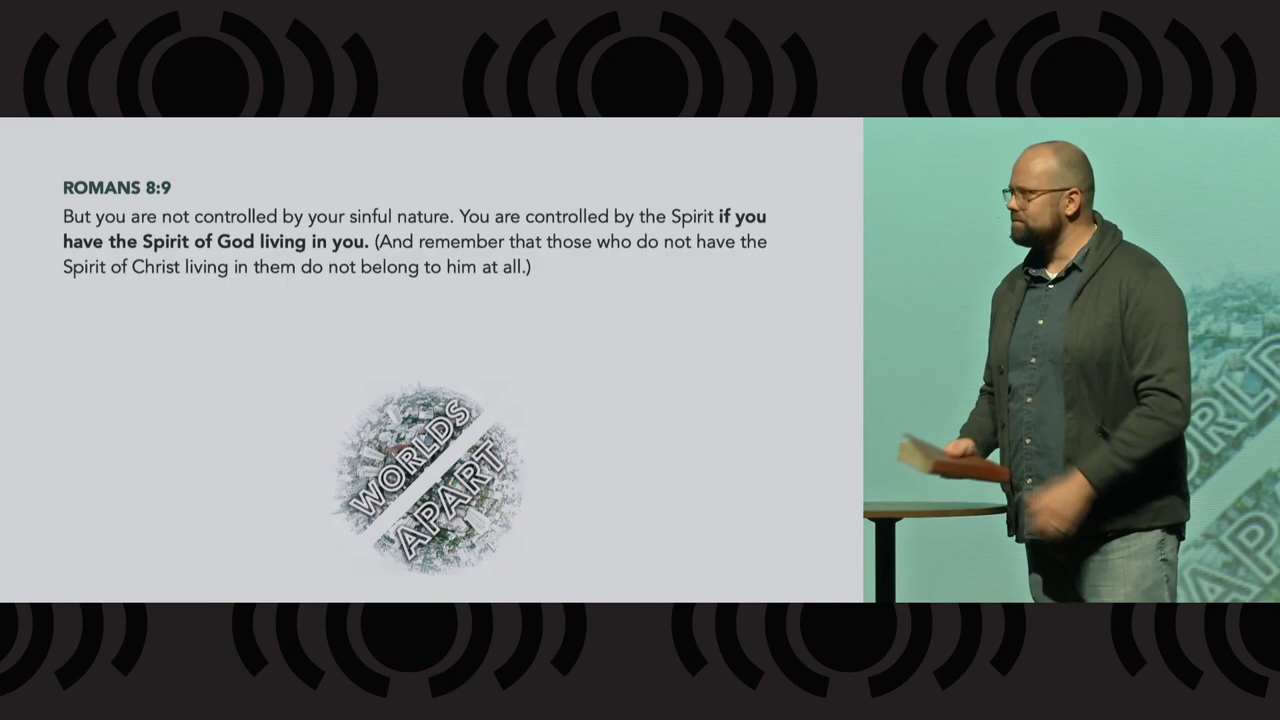 ROMANS 8:9
But you are not controlled by your sinful nature. You are controlled by the Spirit if you
have the Spirit of God living in you. (And remember that those who do not have the
Spirit of Christ living in them do not belong to him at all.)
WORLDS
APART
WORLD
AP